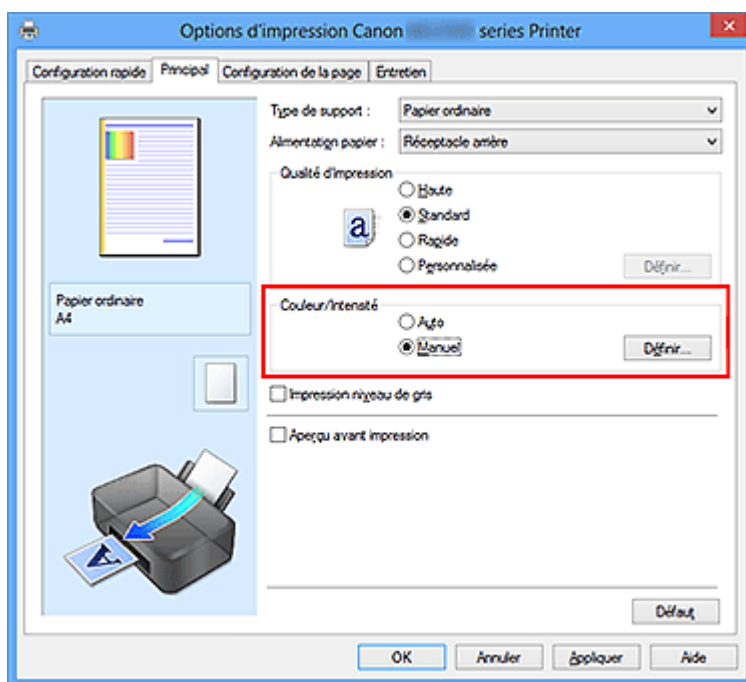 Options d'impression Canon series Printer
Configuration rapide Principal Configuration de la page Entretien
Type de support : Papier ordinaire
Alimentation papier : Réceptacle arrière
Qualité d'impression
Haute
a Standard
Rapide
Personnalisée Définir...
Papier ordinaire
A4
Couleur/Intensité
Auto
Manuel Définir...
Impression niveau de gris
Aperçu avant impression
A
Défaut
OK Annuler Appliquer Aide